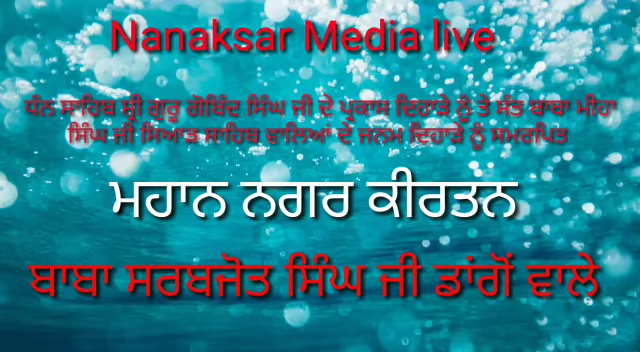 Nanaksar Media live
ਧੰਨ ਸਾਹਿਬ ਸ਼੍ਰੀ ਗੁਰੂ ਗੋਬਿੰਦ ਸਿੰਘ ਜੀ ਦੇ ਪ੍ਰਕਾਸ ਦਿਹਾੜੇ ਨੂੰ ਤੇ ਸੰਤ ਬਾਬਾ ਮੀਹਾ
ਸਿੰਘ ਜੀ ਸਿਆੜ ਸਾਹਿਬ ਵਾਲਿਆਂ ਦੇ ਜਨਮ ਦਿਹਾੜੇ ਨੂੰ ਸਮਰਪਿਤ
ਮਹਾਨ ਨਗਰ ਕੀਰਤਨ
ਬਾਬਾ ਸਰਬਜੋਤ ਸਿੰਘ ਜੀ ਡਾਂਗੋਂ ਵਾਲੇ